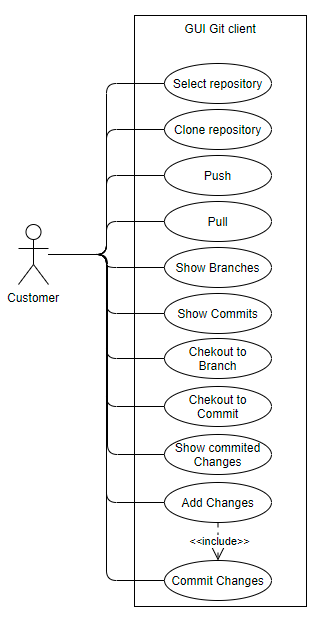 GUI Git client
Select repository
Clone repository
Push
Pull
Show Branches
Customer
Show Commits
Chekout to
Branch
Chekout to
Commit
Show commited
Changes
Add Changes
<<include>>
Commit Changes